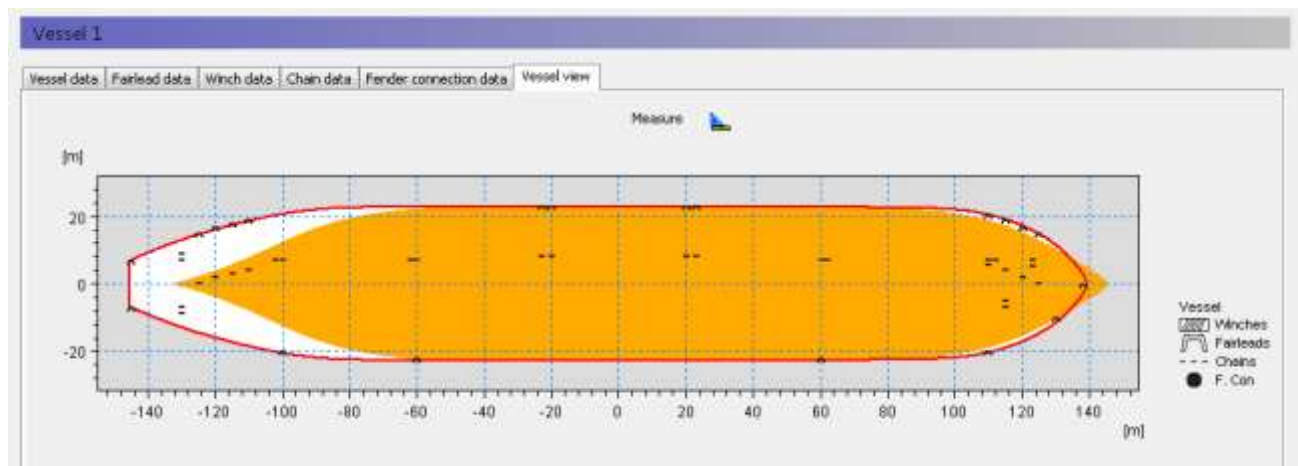 Vessel 1
Vessel data Fairlead data Winch data Chain data Fender connection data Vessel view
Measure
[m]
20
0
-20
-140 -120 -100 -80 -60 -40 -20 0 20 40 60 80 100 120 140
[m]
Vessel
Winches
Fairleads
Chains
F. Con